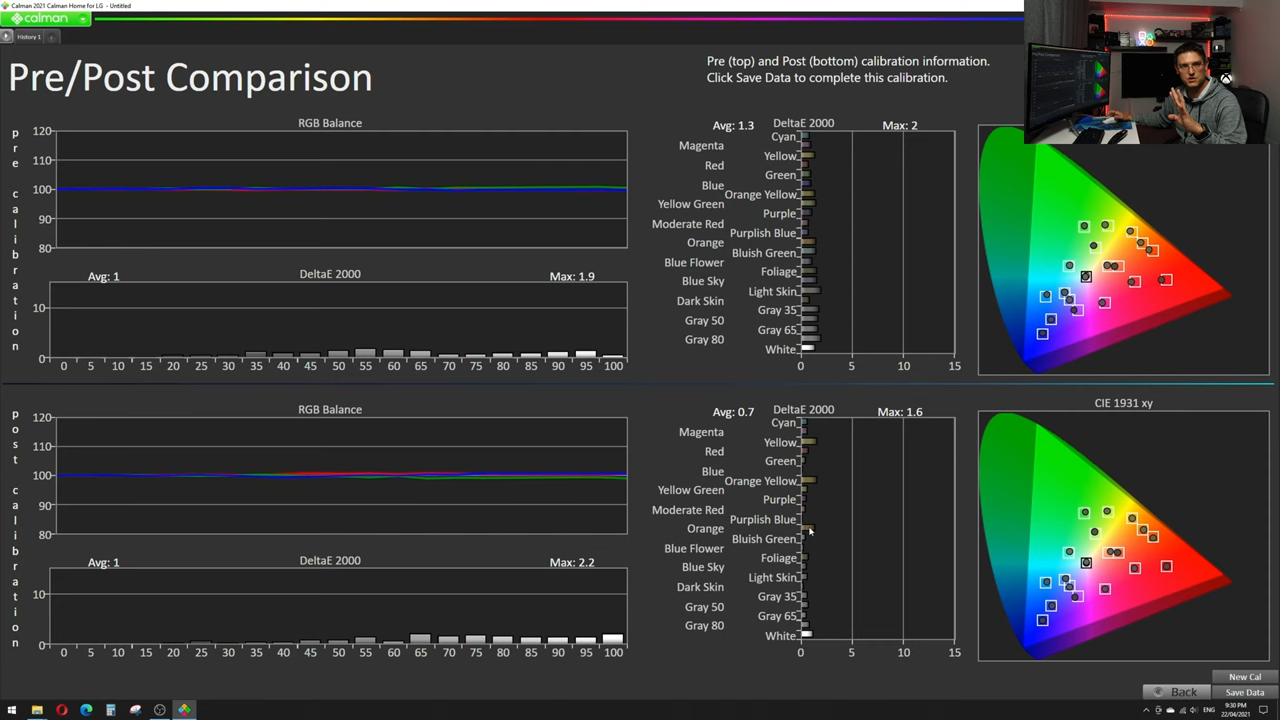 Calman 2021 Calman Home for LG - Untitled
calman
History 1
Pre/Post Comparison
Pre (top) and Post (bottom) calibration information.
Click Save Data to complete this calibration.
pre calibration
RGB Balance
120
110
100
90
80
Avg: 1
DeltaE 2000
Max: 1.9
10
0
0 5 10 15 20 25 30 35 40 45 50 55 60 65 70 75 80 85 90 95 100
Avg: 1.3
DeltaE 2000
Max: 2
Cyan
Magenta
Yellow
Red
Green
Blue
Orange Yellow
Yellow Green
Purple
Moderate Red
Purplish Blue
Orange
Bluish Green
Blue Flower
Foliage
Blue Sky
Light Skin
Dark Skin
Gray 35
Gray 50
Gray 65
Gray 80
White
0 5 10 15
post calibration
RGB Balance
120
110
100
90
80
Avg: 1
DeltaE 2000
Max: 2.2
10
0
0 5 10 15 20 25 30 35 40 45 50 55 60 65 70 75 80 85 90 95 100
Avg: 0.7
DeltaE 2000
Max: 1.6
Cyan
Magenta
Yellow
Red
Green
Blue
Orange Yellow
Yellow Green
Purple
Moderate Red
Purplish Blue
Orange
Bluish Green
Blue Flower
Foliage
Blue Sky
Light Skin
Dark Skin
Gray 35
Gray 50
Gray 65
Gray 80
White
0 5 10 15
CIE 1931 xy
New Cal
Back
Save Data
ENG
9:30 PM
22/04/2021